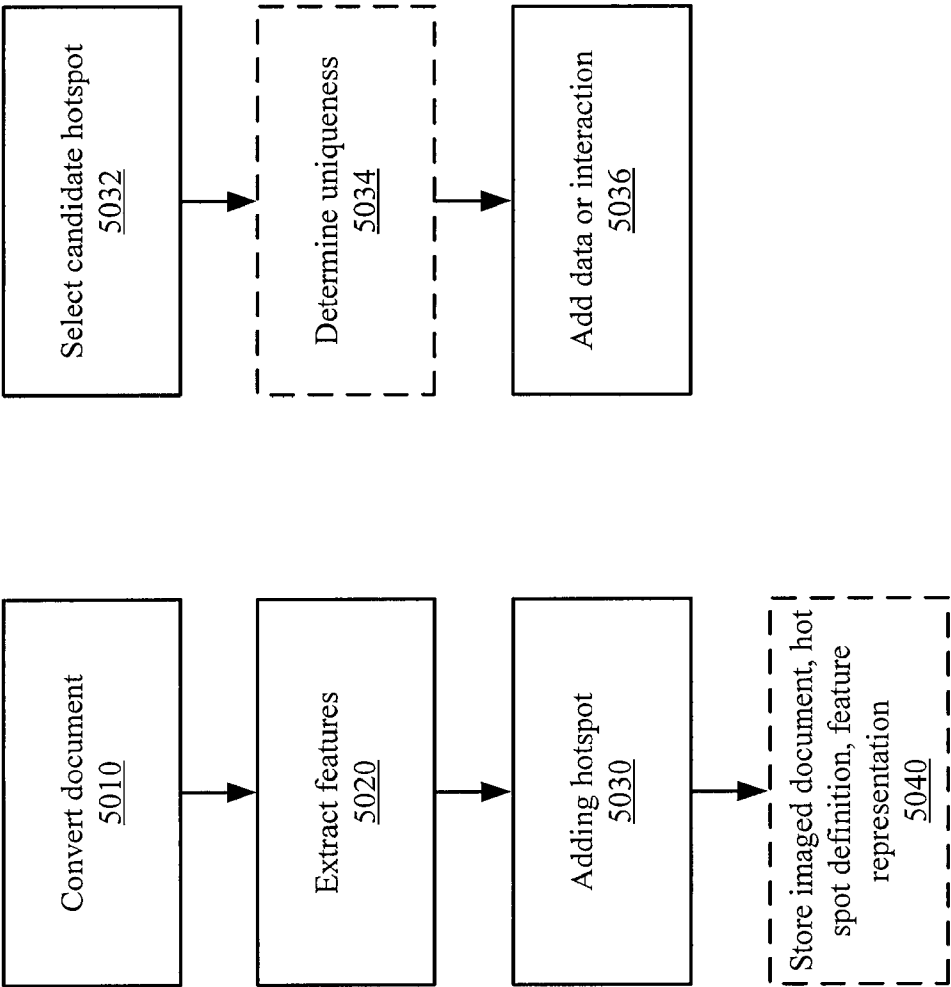 Convert document
5010
Extract features
5020
Adding hotspot
5030
Store imaged document, hot
spot definition, feature
representation
5040
Select candidate hotspot
5032
Determine uniqueness
5034
Add data or interaction
5036